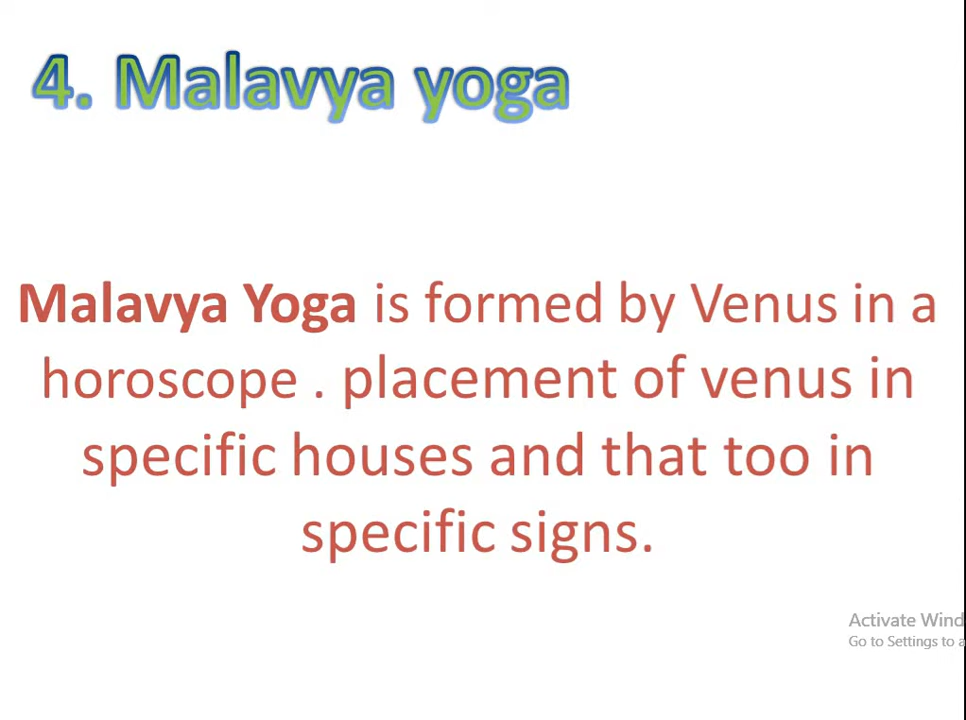 4. Malavya yoga
Malavya Yoga is formed by Venus in a
horoscope . placement of venus in
specific houses and that too in
specific signs.
Activate Wind
Go to Settings to a